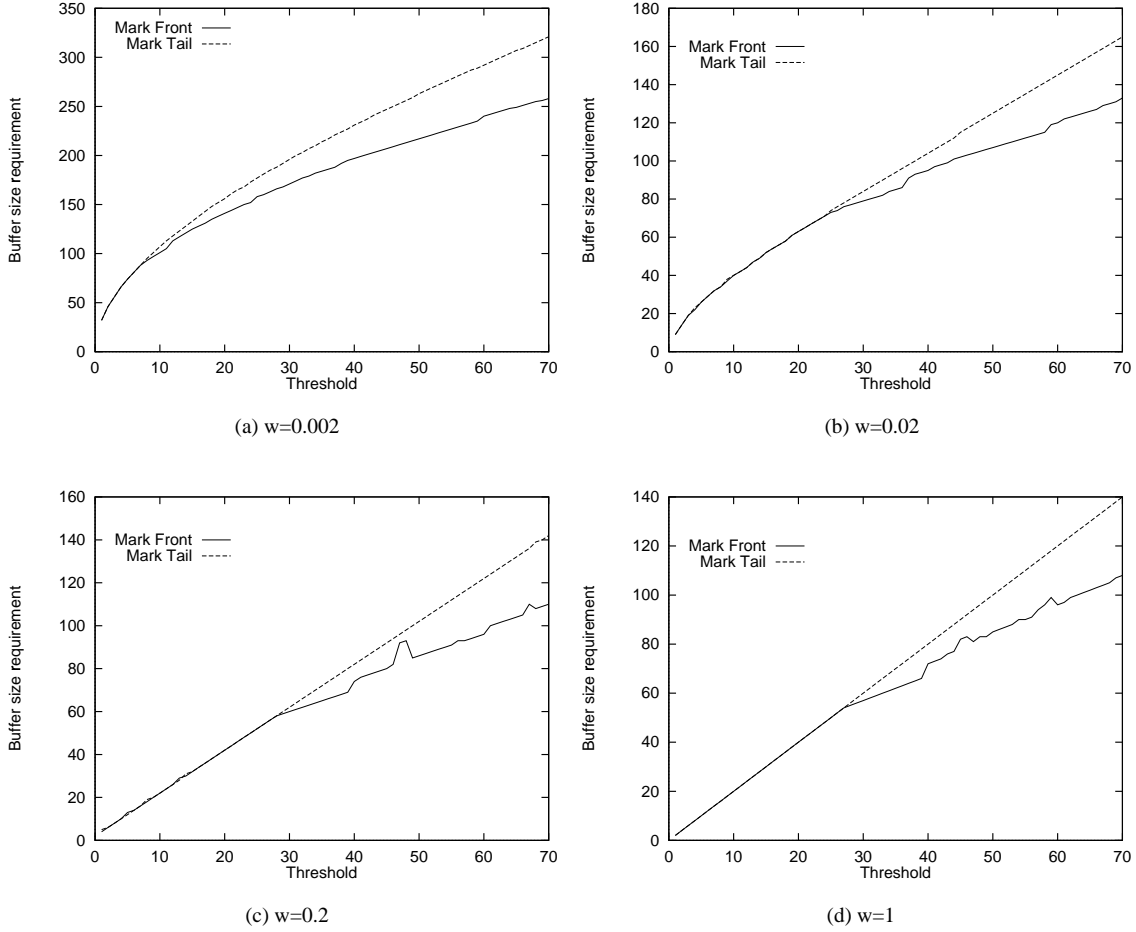 350
300
250
200
150
100
50
0
Buffer size requirement
Mark Front
Mark Tail
0 10 20 30 40 50 60 70
Threshold
(a) w=0.002
180
160
140
120
100
80
60
40
20
0
Buffer size requirement
Mark Front
Mark Tail
0 10 20 30 40 50 60 70
Threshold
(b) w=0.02
160
140
120
100
80
60
40
20
0
Buffer size requirement
Mark Front
Mark Tail
0 10 20 30 40 50 60 70
Threshold
(c) w=0.2
140
120
100
80
60
40
20
0
Buffer size requirement
Mark Front
Mark Tail
0 10 20 30 40 50 60 70
Threshold
(d) w=1